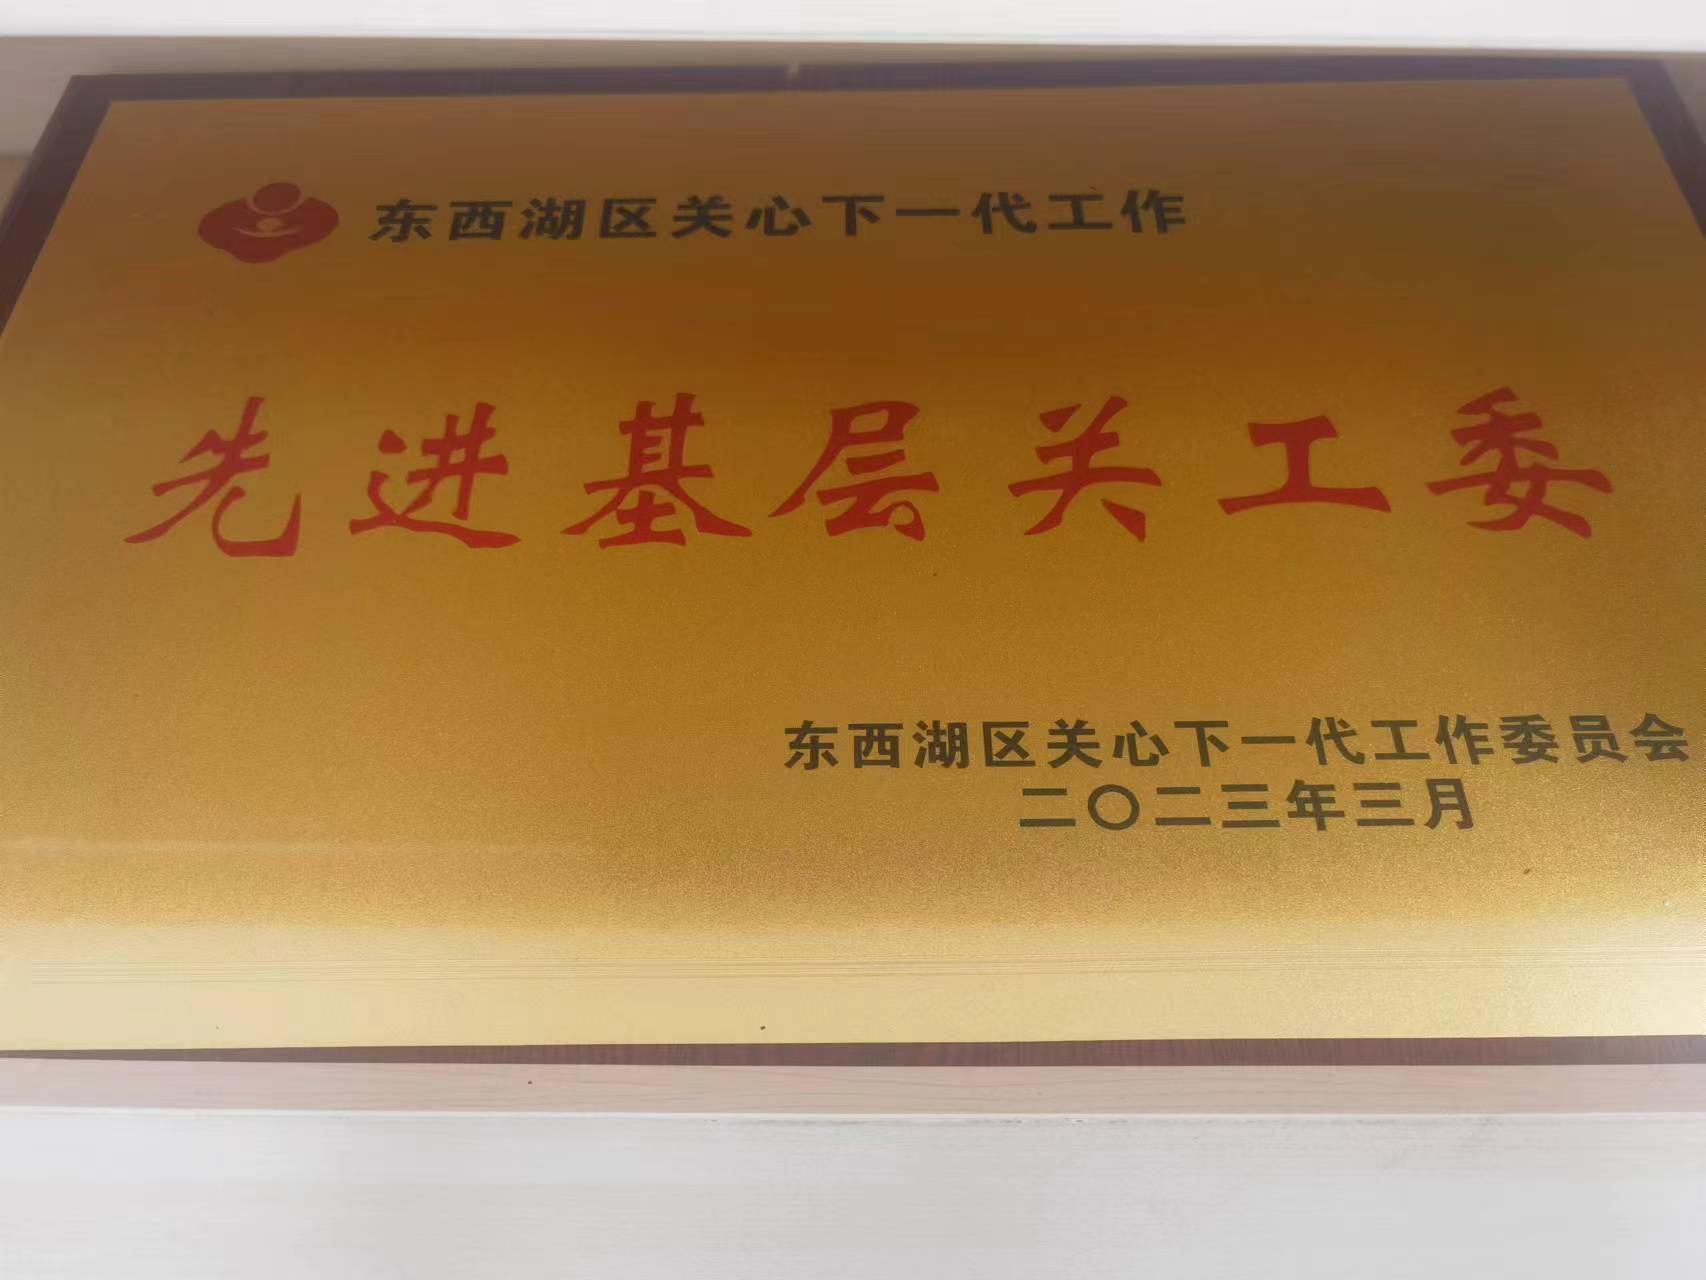 东西湖区关心下一代工作
先进基层关工委
东西湖区关心下一代工作委员会
二〇二三年三月